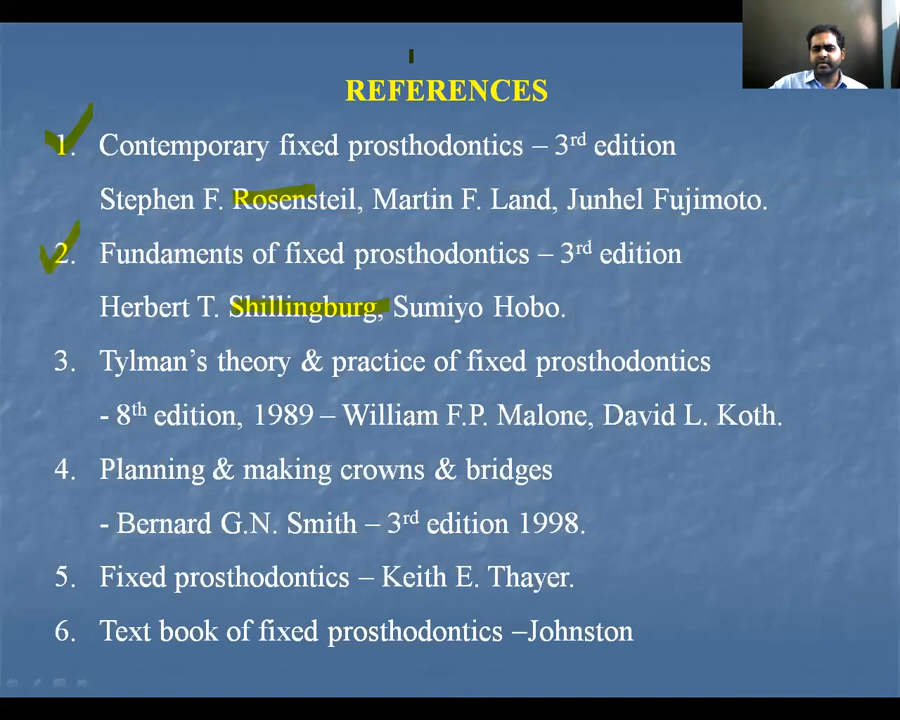 REFERENCES
1. Contemporary fixed prosthodontics – 3rd edition
Stephen F. Rosensteil, Martin F. Land, Junhel Fujimoto.
2. Fundaments of fixed prosthodontics – 3rd edition
Herbert T. Shillingburg, Sumiyo Hobo.
3. Tylman’s theory & practice of fixed prosthodontics
- 8th edition, 1989 – William F.P. Malone, David L. Koth.
4. Planning & making crowns & bridges
- Bernard G.N. Smith – 3rd edition 1998.
5. Fixed prosthodontics – Keith E. Thayer.
6. Text book of fixed prosthodontics –Johnston